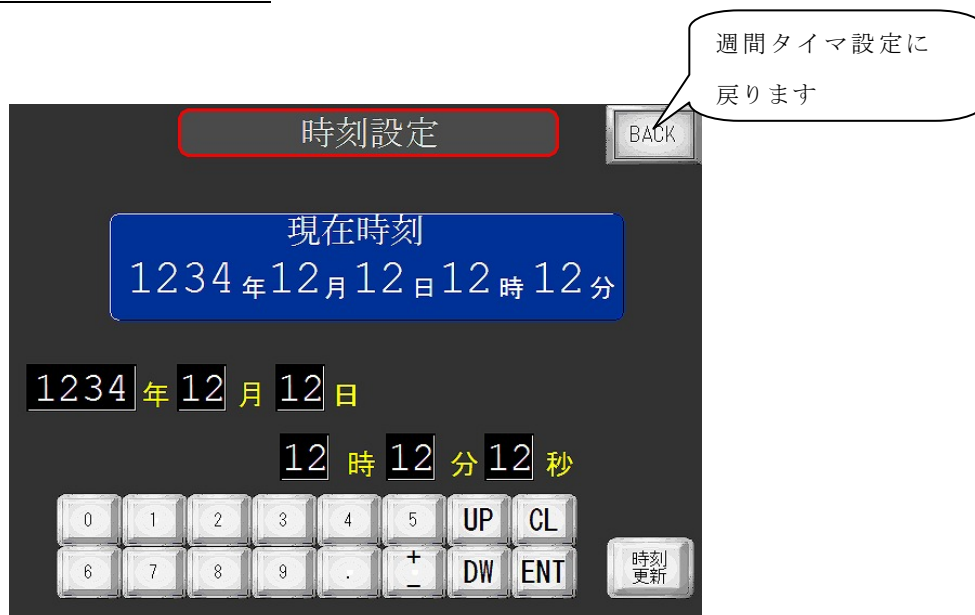 週間タイマ設定に
戻ります
時刻設定
BACK
現在時刻
1234年12月12日12時12分
1234年12月12日
12時12分12秒
0 1 2 3 4 5 UP CL
6 7 8 9 . +− DW ENT
時刻
更新